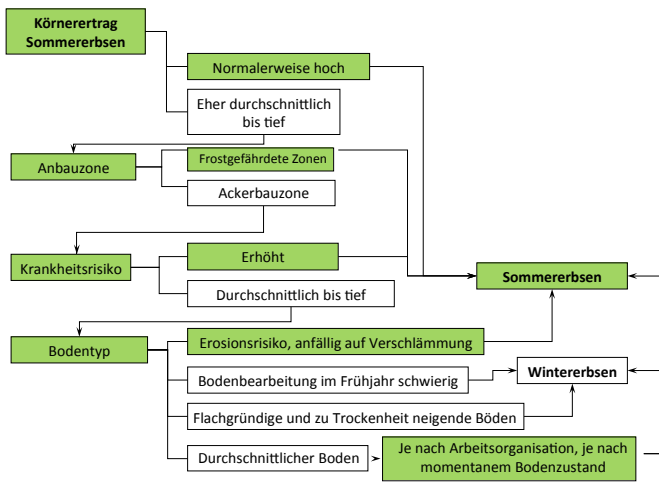 Körnerertrag
Sommererbsen
Normalerweise hoch
Eher durchschnittlich
bis tief
Anbauzone
Frostgefährdete Zonen
Ackerbauzone
Krankheitsrisiko
Erhöht
Durchschnittlich bis tief
Sommererbsen
Bodentyp
Erosionsrisiko, anfällig auf Verschlämmung
Bodenbearbeitung im Frühjahr schwierig
Wintererbsen
Flachgründige und zu Trockenheit neigende Böden
Durchschnittlicher Boden
Je nach Arbeitsorganisation, je nach
momentanem Bodenzustand